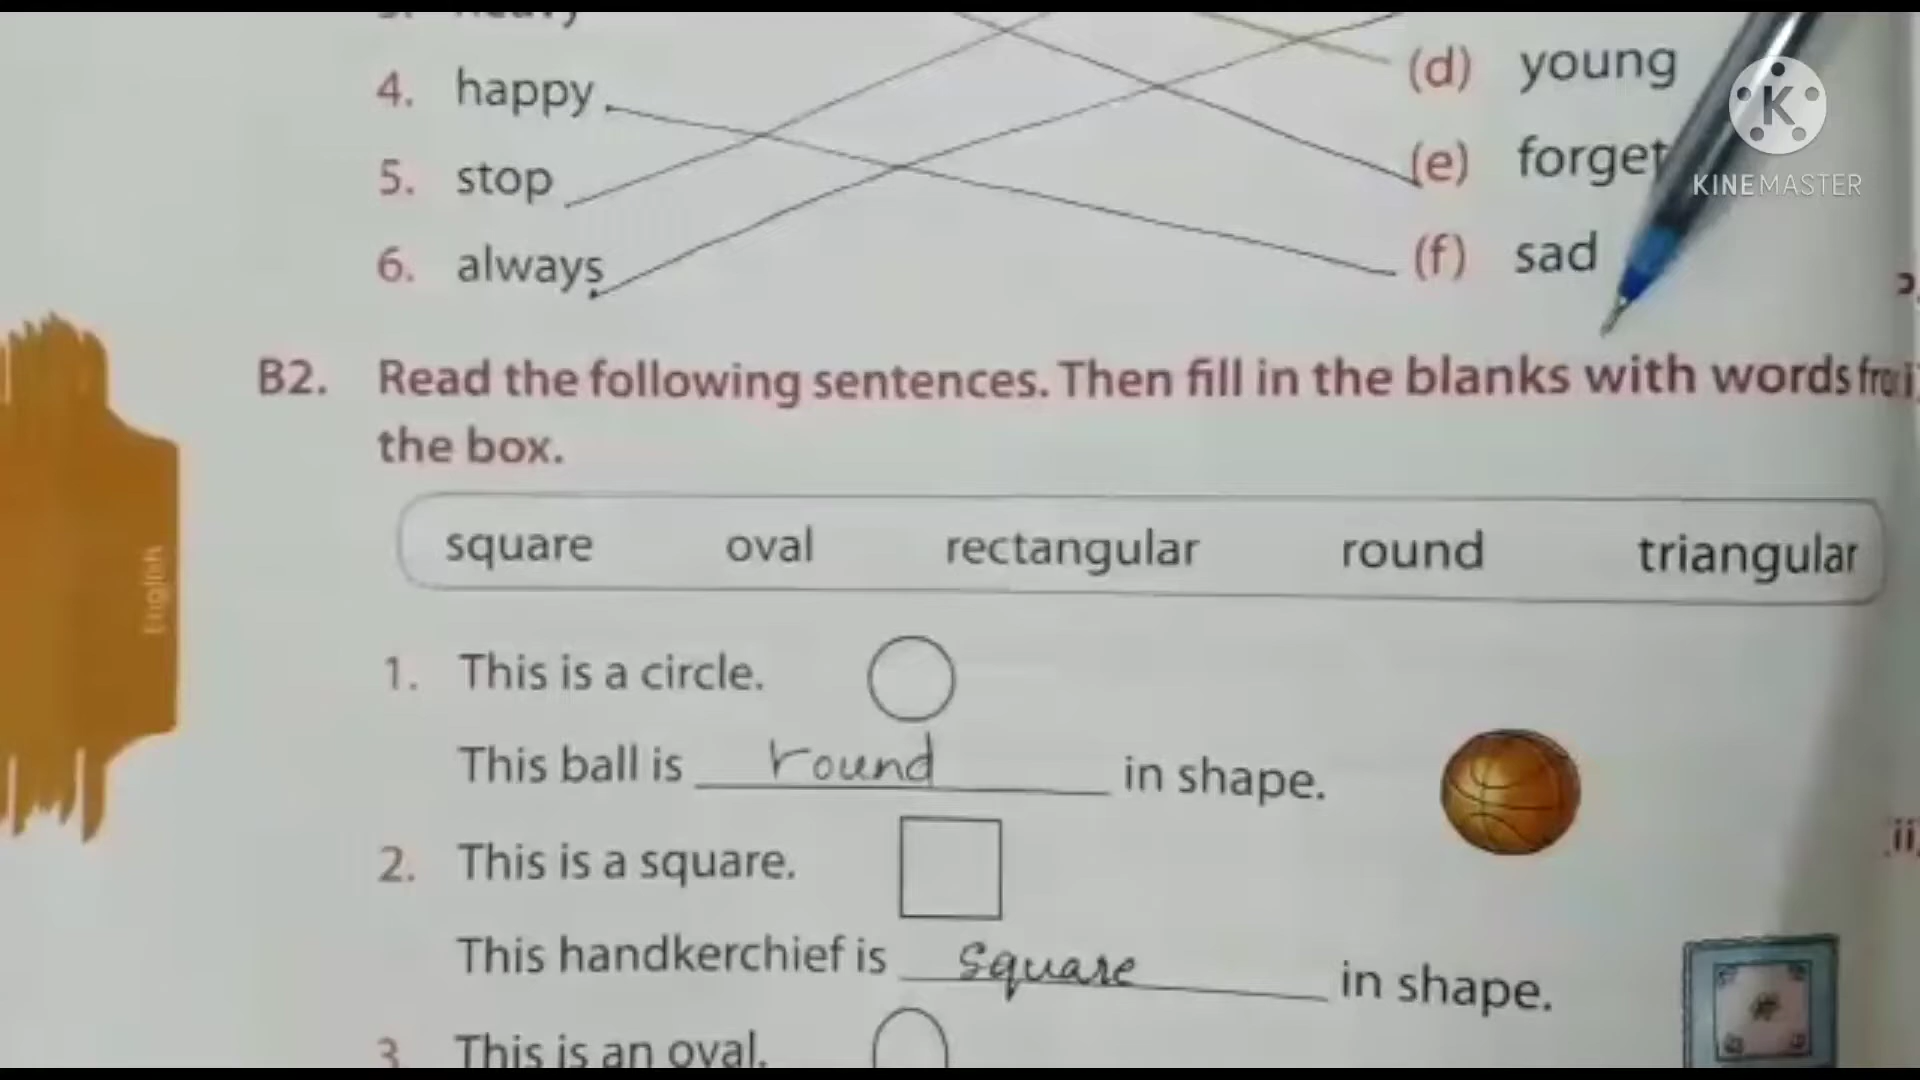 4. happy
(d) young
5. stop
(e) forget
KINEMASTER
6. always
(f) sad
B2. Read the following sentences. Then fill in the blanks with words
the box.
square oval rectangular round triangular
English
1. This is a circle.
This ball is round in shape.
2. This is a square.
This handkerchief is square in shape.
3. This is an oval.